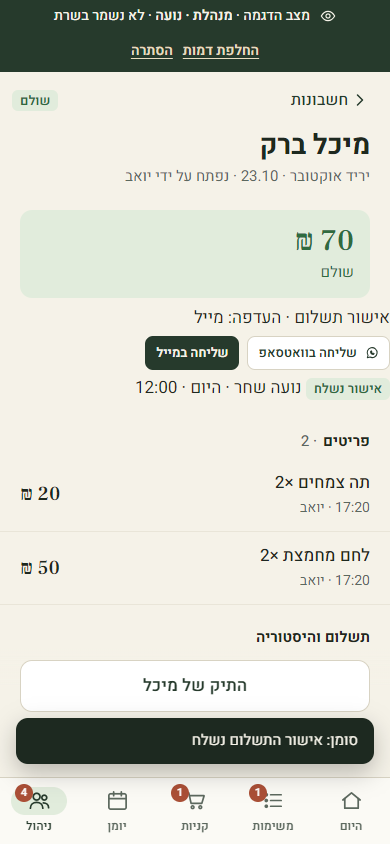 מצב הדגמה · מנהלת · נועה · לא נשמר בשרת
החלפת דמות הסתרה
חשבונות
שולם
מיכל ברק
יריד אוקטובר · 23.10 · נפתח על ידי יואב
70 ₪
שולם
אישור תשלום · העדפה: מייל
שליחה בוואטסאפ שליחה במייל
אישור נשלח נועה שחר · היום · 12:00
פריטים · 2
תה צמחים ×2 20 ₪
17:20 · יואב
לחם מחמצת ×2 50 ₪
17:20 · יואב
תשלום והיסטוריה
התיק של מיכל
סומן: אישור התשלום נשלח
1 1 4
היום משימות קניות יומן ניהול